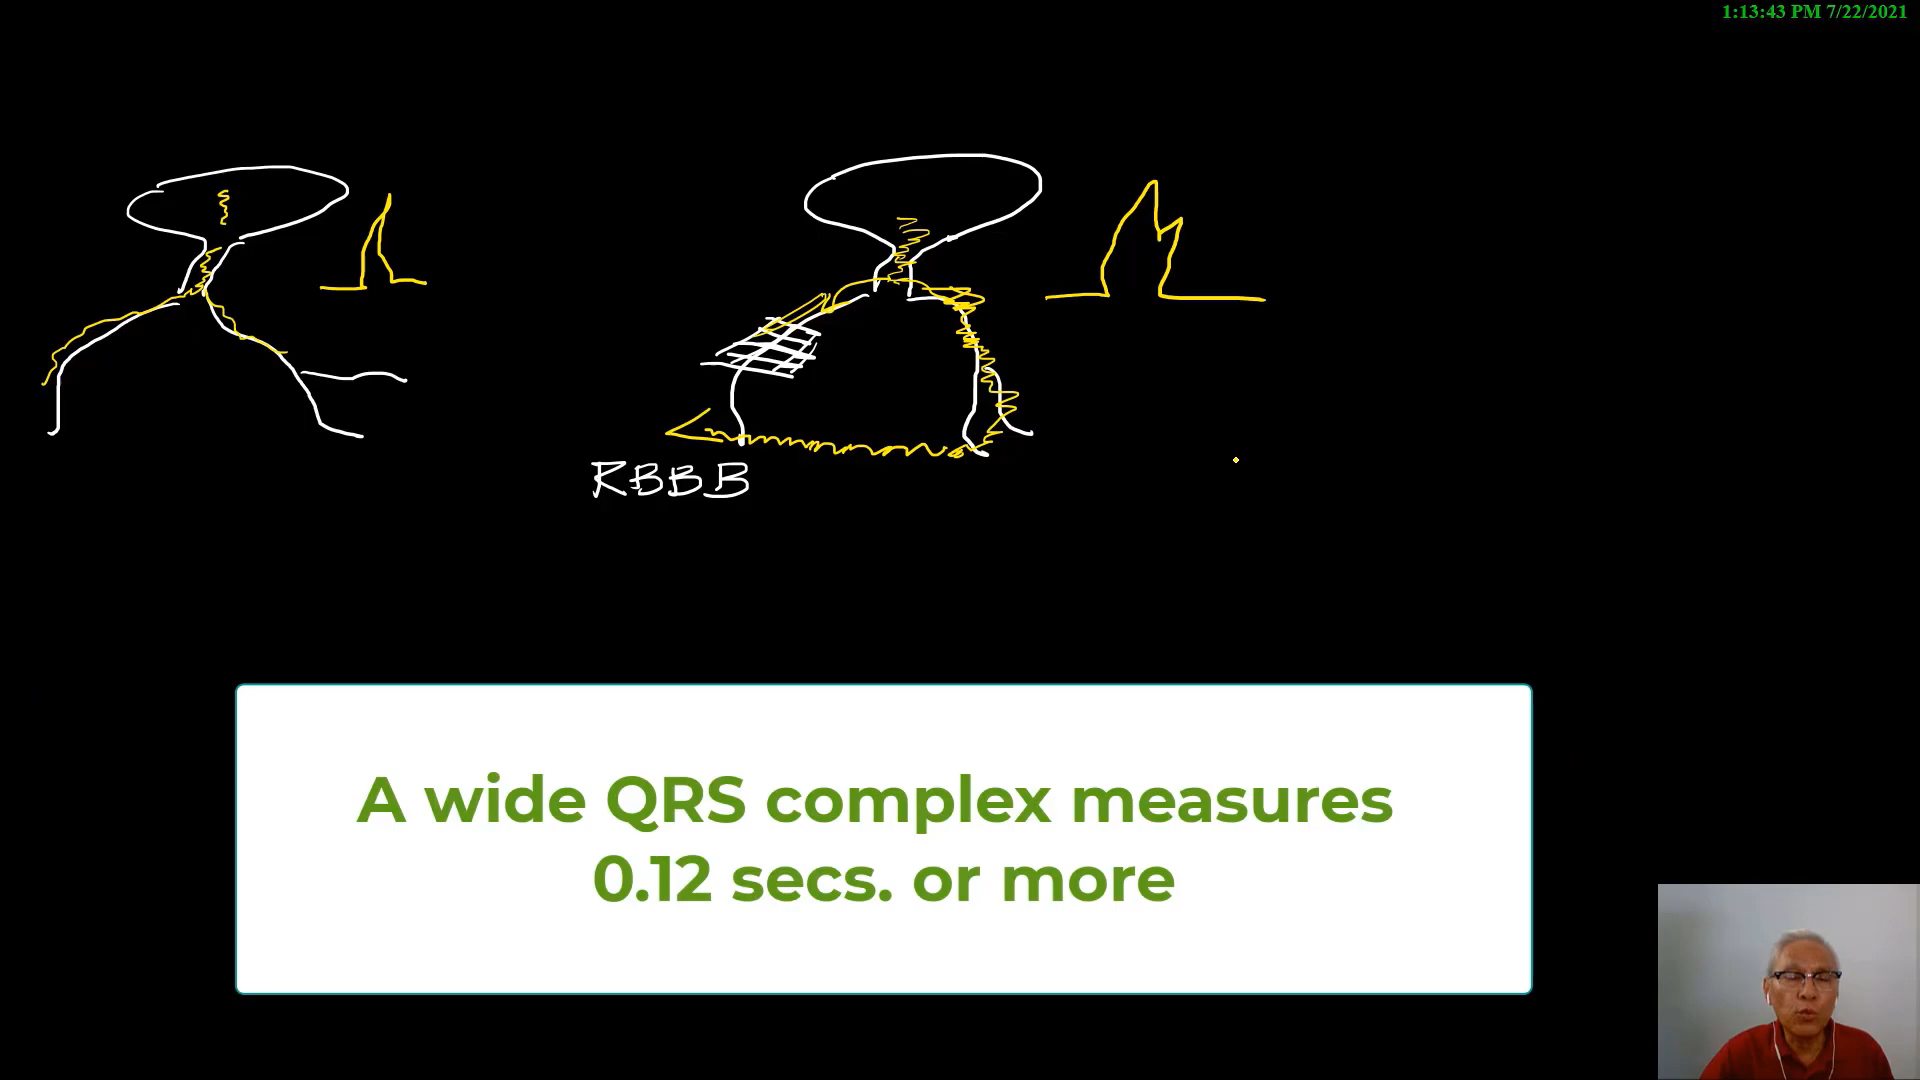 1:13:43 PM 7/22/2021
RBBB
A wide QRS complex measures
0.12 secs. or more